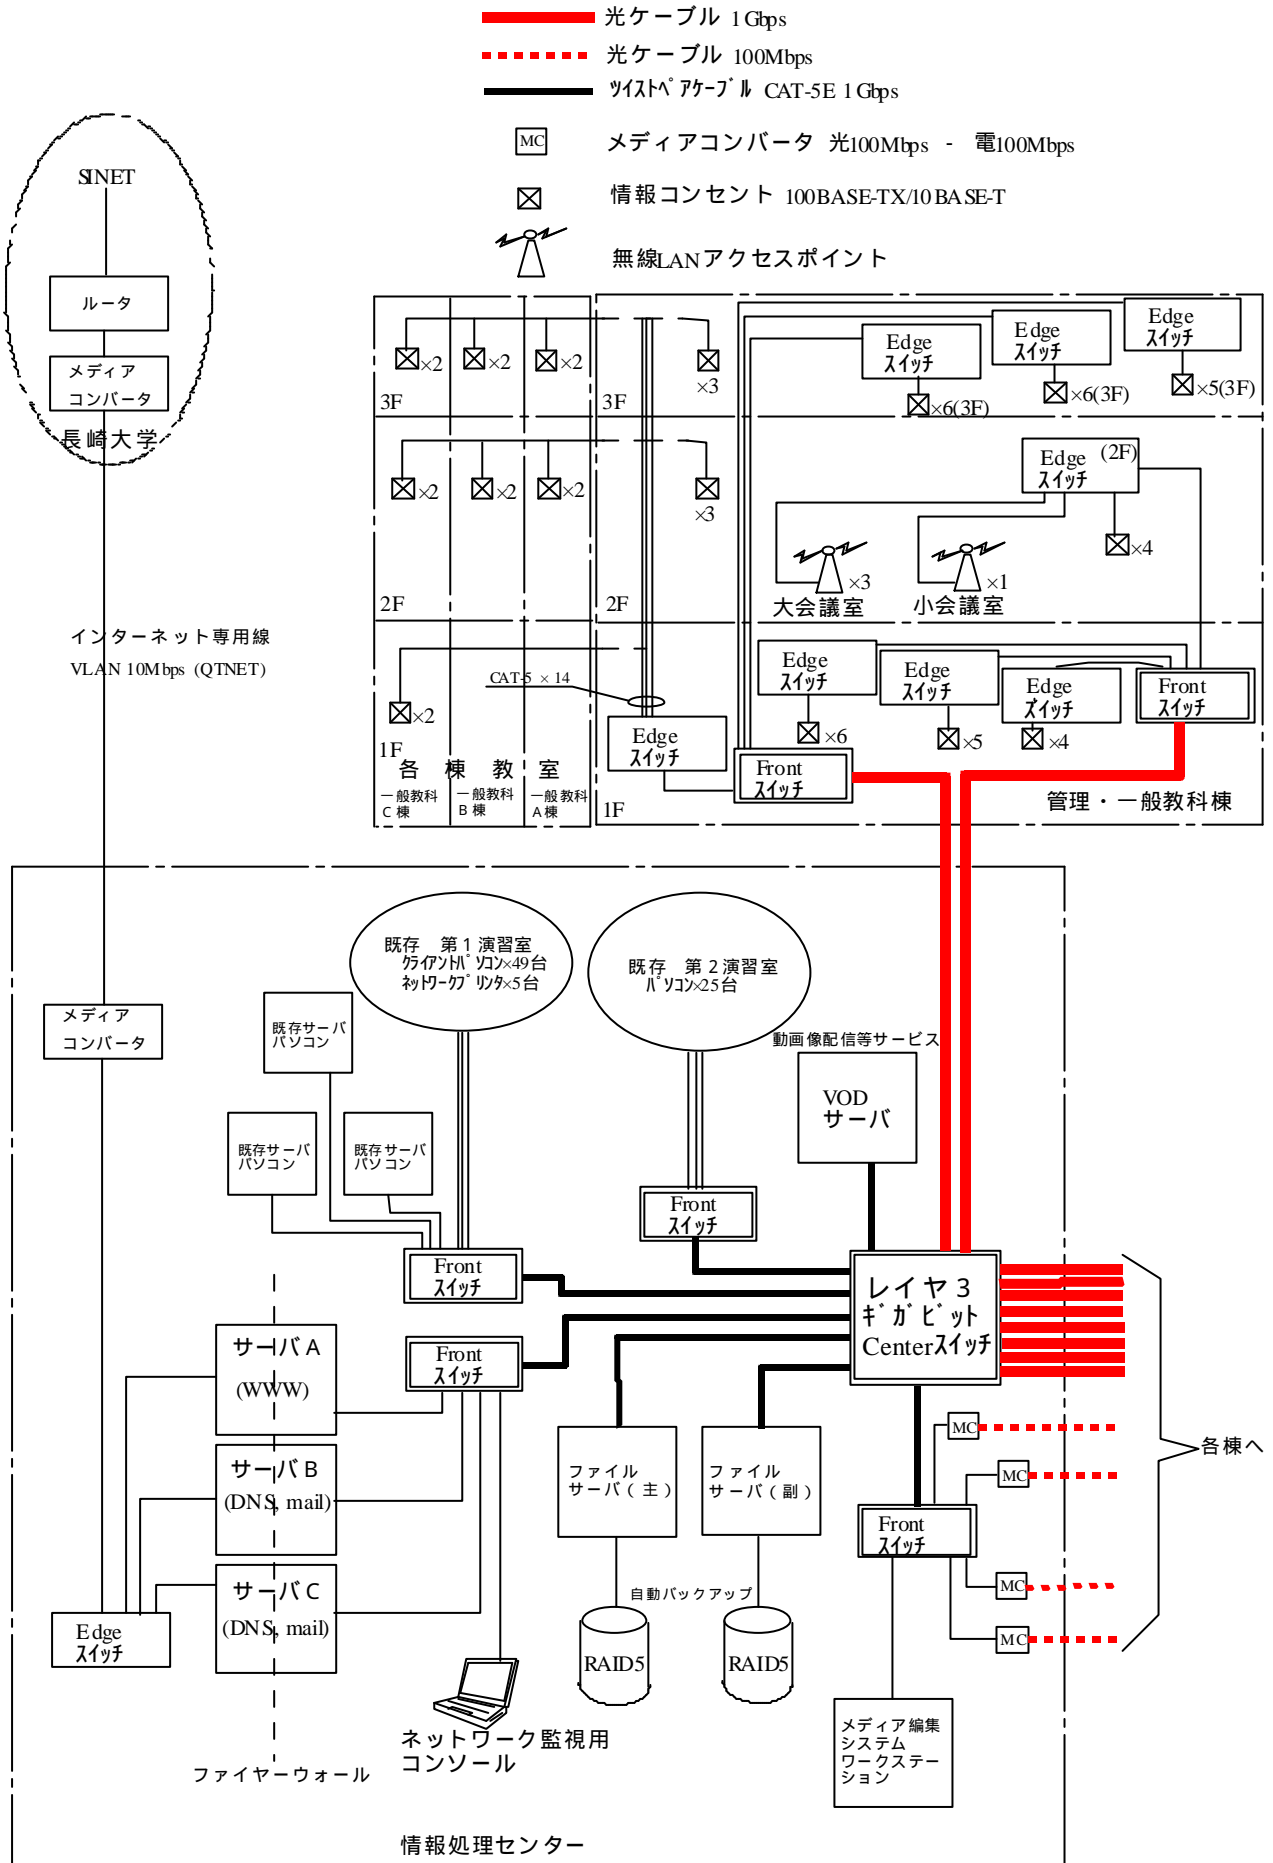 光ケーブル 1Gbps
光ケーブル 100Mbps
ツイストペアケーブル CAT-5E 1Gbps
MC
メディアコンバータ 光100Mbps - 電100Mbps
情報コンセント 100BASE-TX/10BASE-T
無線LANアクセスポイント
SINET
ルータ
メディア
コンバータ
長崎大学
インターネット専用線
VLAN 10Mbps (QTNET)
×2
×2
×2
×3
3F
3F
Edge
スイッチ
×6(3F)
Edge
スイッチ
×6(3F)
Edge
スイッチ
×5(3F)
×2
×2
×2
×3
2F
2F
Edge (2F)
スイッチ
×4
×3
大会議室
×1
小会議室
CAT-5 × 14
×2
1F
各棟教室
一般教科
C棟
一般教科
B棟
一般教科
A棟
Edge
スイッチ
1F
Edge
スイッチ
×6
Edge
スイッチ
×5
Edge
スイッチ
×4
Front
スイッチ
Front
スイッチ
管理・一般教科棟
既存 第1演習室
クライアントパソコン×49台
ネットワークプリンタ×5台
既存 第2演習室
パソコン×25台
メディア
コンバータ
既存サーバ
パソコン
既存サーバ
パソコン
既存サーバ
パソコン
動画像配信等サービス
VOD
サーバ
Front
スイッチ
Front
スイッチ
レイヤ3
ギガビット
Centerスイッチ
サーバA
(WWW)
Front
スイッチ
サーバB
(DNS, mail)
サーバC
(DNS, mail)
Edge
スイッチ
ファイル
サーバ(主)
ファイル
サーバ(副)
自動バックアップ
RAID5
RAID5
MC
MC
MC
MC
各棟へ
Front
スイッチ
メディア編集
システム
ワークステー
ション
ネットワーク監視用
コンソール
ファイヤーウォール
情報処理センター